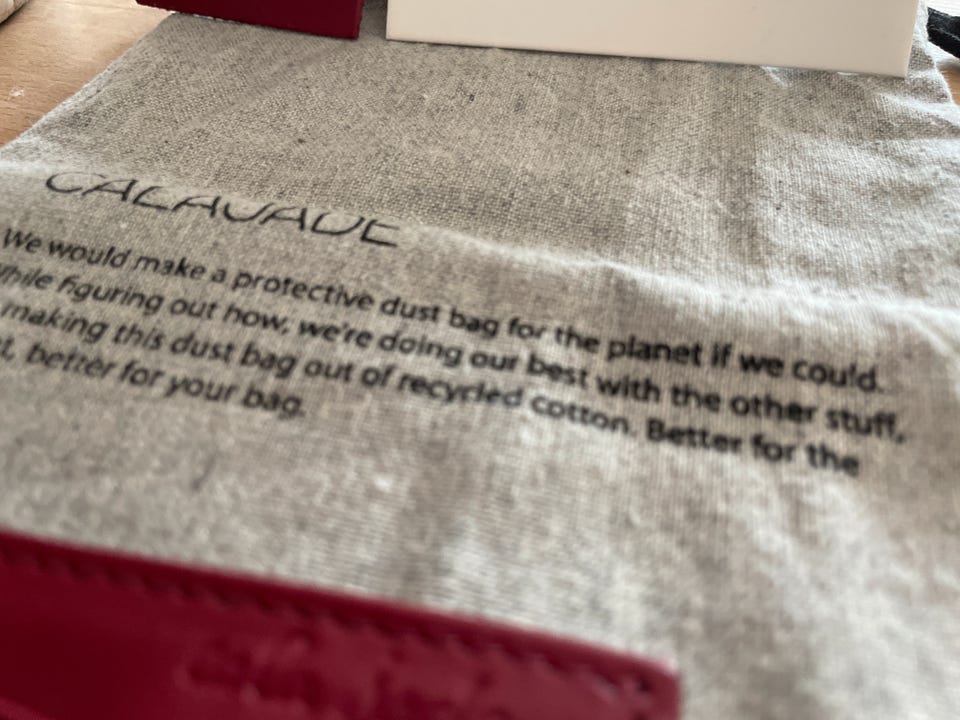 CALAJADE
We would make a protective dust bag for the planet if we could.
While figuring out how, we're doing our best with the other stuff,
making this dust bag out of recycled cotton. Better for the
better for your bag.